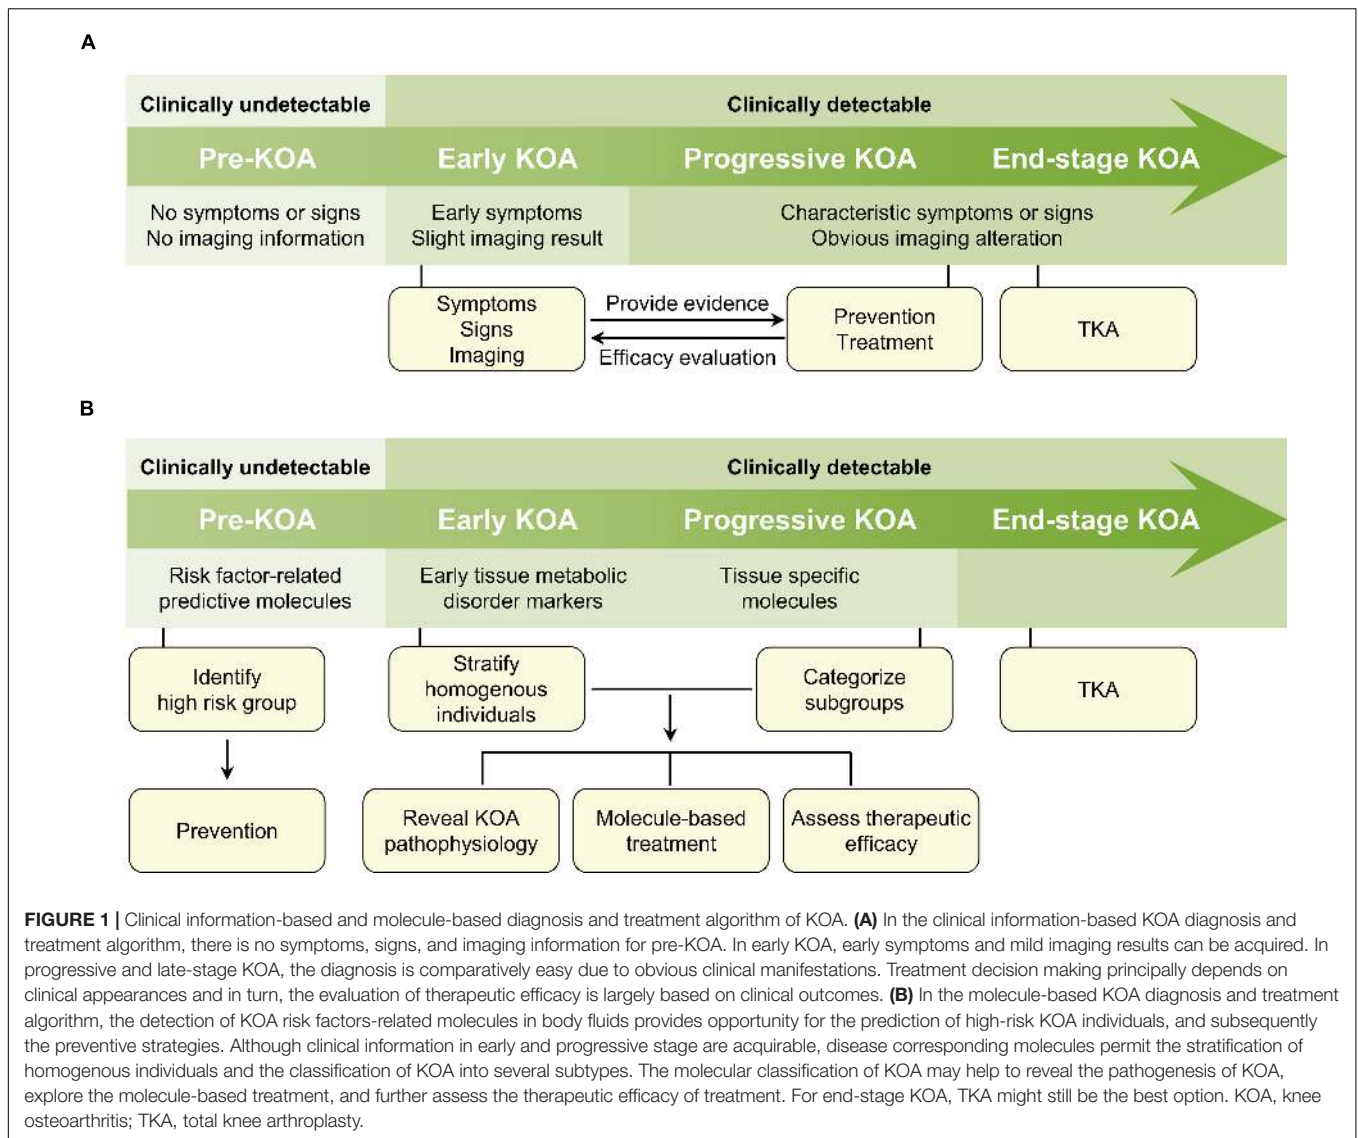 A
Clinically undetectable
Clinically detectable
Pre-KOA
Early KOA
Progressive KOA
End-stage KOA
No symptoms or signs
No imaging information
Early symptoms
Slight imaging result
Characteristic symptoms or signs
Obvious imaging alteration
Symptoms
Signs
Imaging
Provide evidence
Efficacy evaluation
Prevention
Treatment
TKA
B
Clinically undetectable
Clinically detectable
Pre-KOA
Early KOA
Progressive KOA
End-stage KOA
Risk factor-related
predictive molecules
Early tissue metabolic
disorder markers
Tissue specific
molecules
Identify
high risk group
Stratify
homogenous
individuals
Categorize
subgroups
TKA
Prevention
Reveal KOA
pathophysiology
Molecule-based
treatment
Assess therapeutic
efficacy
FIGURE 1 | Clinical information-based and molecule-based diagnosis and treatment algorithm of KOA. (A) In the clinical information-based KOA diagnosis and
treatment algorithm, there is no symptoms, signs, and imaging information for pre-KOA. In early KOA, early symptoms and mild imaging results can be acquired. In
progressive and late-stage KOA, the diagnosis is comparatively easy due to obvious clinical manifestations. Treatment decision making principally depends on
clinical appearances and in turn, the evaluation of therapeutic efficacy is largely based on clinical outcomes. (B) In the molecule-based KOA diagnosis and treatment
algorithm, the detection of KOA risk factors-related molecules in body fluids provides opportunity for the prediction of high-risk KOA individuals, and subsequently
the preventive strategies. Although clinical information in early and progressive stage are acquirable, disease corresponding molecules permit the stratification of
homogenous individuals and the classification of KOA into several subtypes. The molecular classification of KOA may help to reveal the pathogenesis of KOA,
explore the molecule-based treatment, and further assess the therapeutic efficacy of treatment. For end-stage KOA, TKA might still be the best option. KOA, knee
osteoarthritis; TKA, total knee arthroplasty.